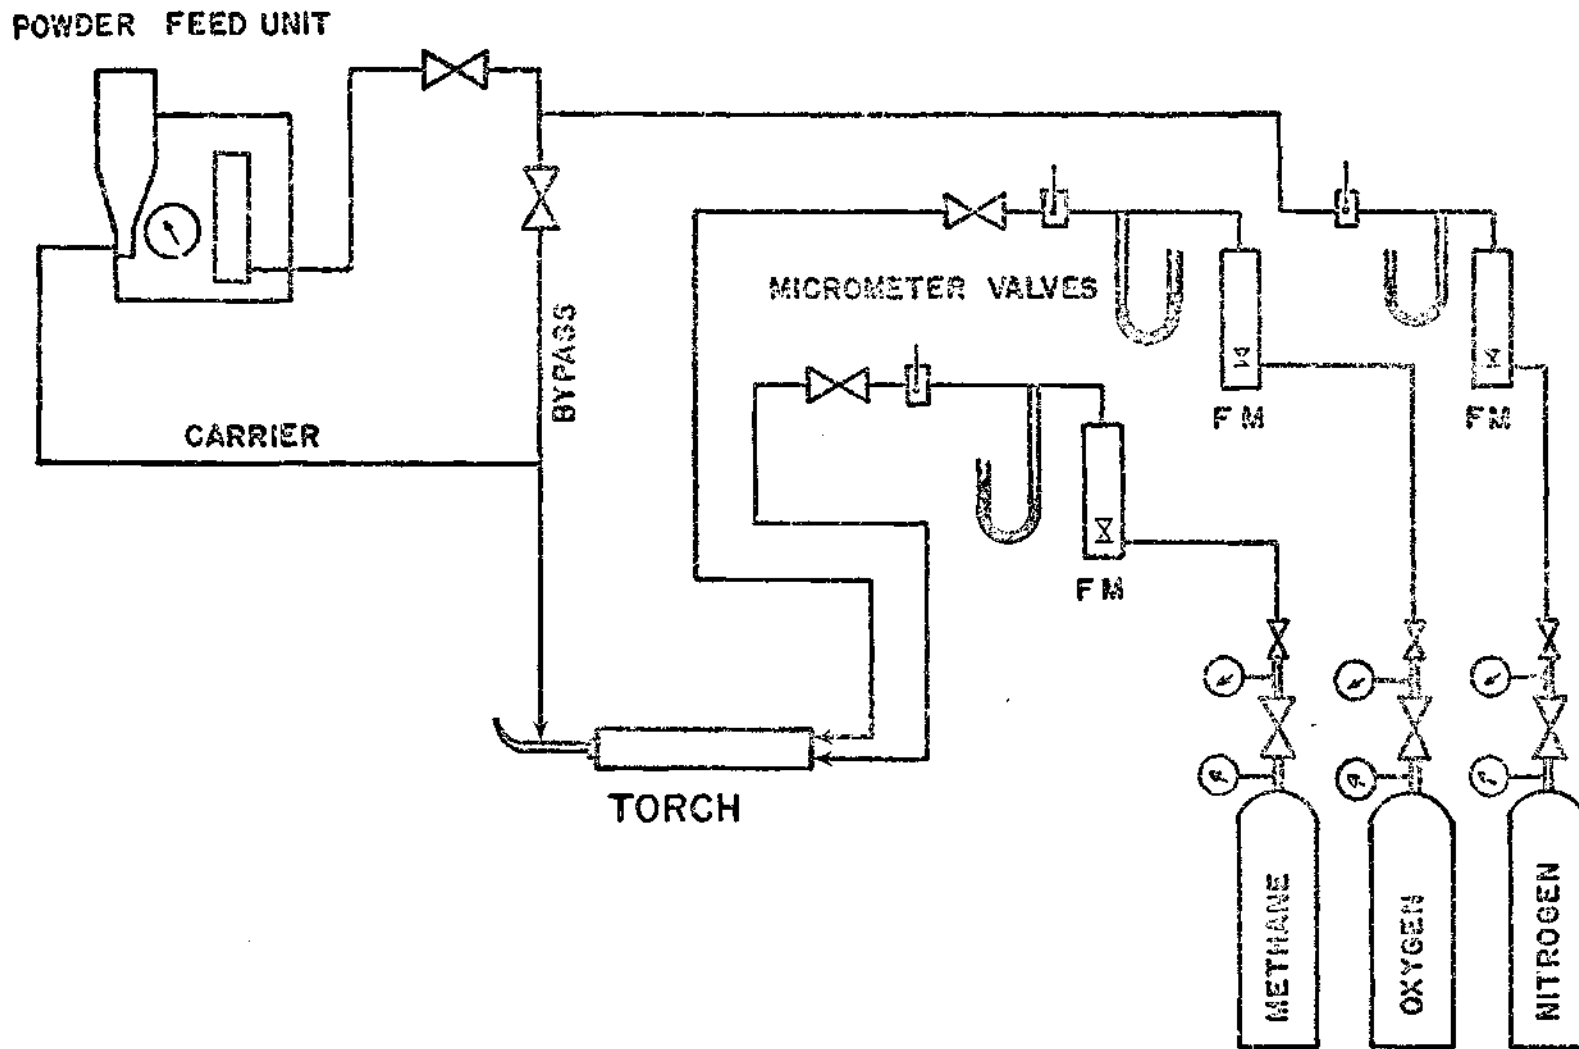 POWDER FEED UNIT
MICROMETER VALVES
BYPASS
CARRIER
FM
FM
FM
TORCH
METHANE
OXYGEN
NITROGEN